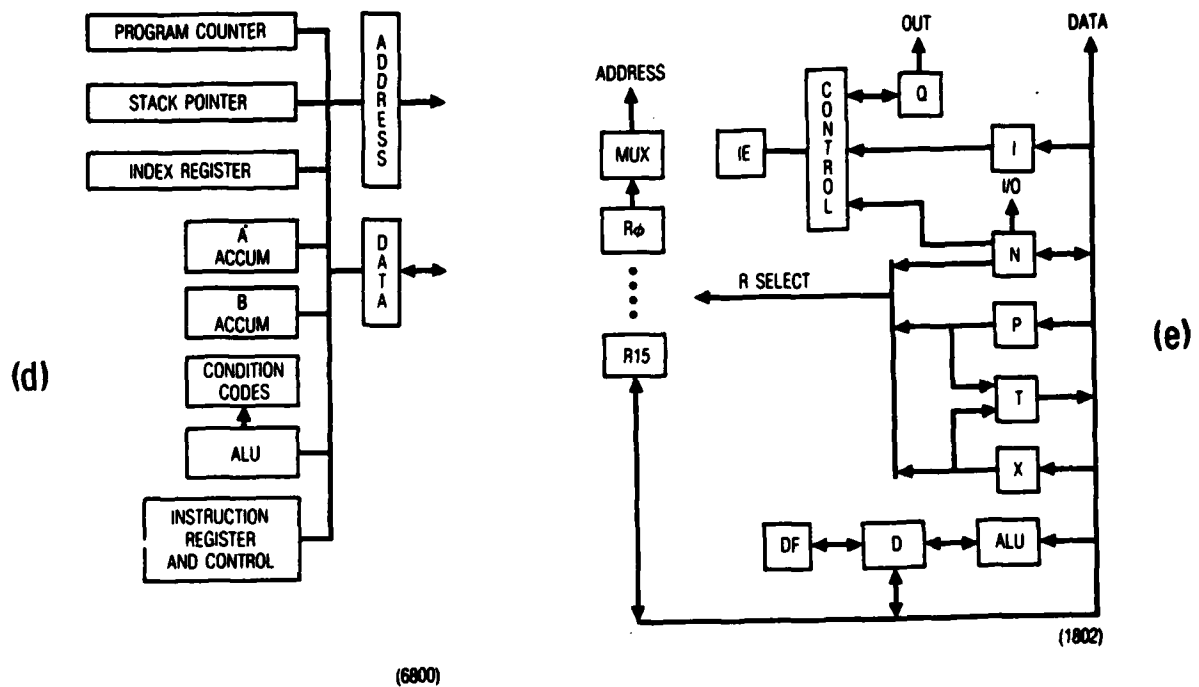 PROGRAM COUNTER
STACK POINTER
INDEX REGISTER
A
ACCUM
B
ACCUM
CONDITION
CODES
ALU
INSTRUCTION
REGISTER
AND CONTROL
ADDRESS
DATA
(d)
(6800)
ADDRESS
MUX
Rϕ
R15
IE
CONTROL
OUT
Q
DATA
I
I/O
N
R SELECT
P
T
X
DF
D
ALU
(e)
(1802)